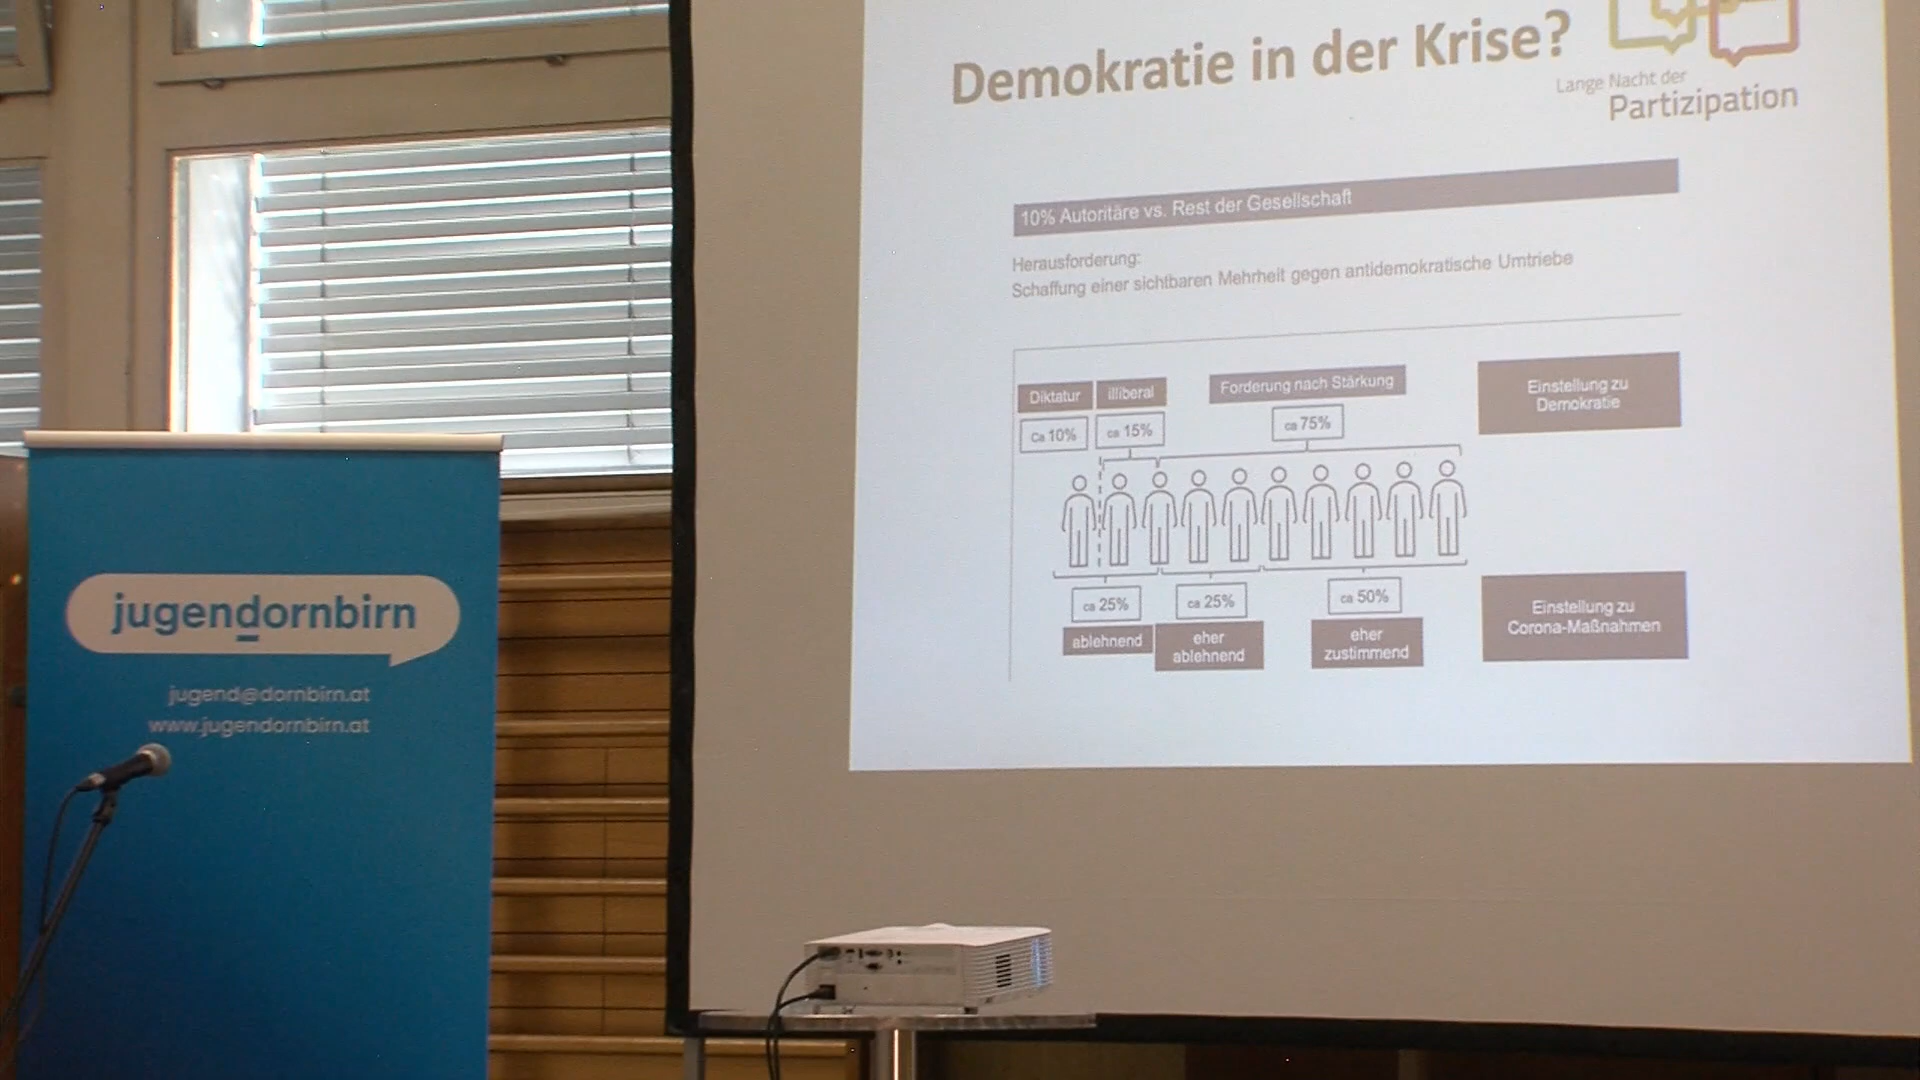 Demokratie in der Krise?
Lange Nacht der
Partizipation
10% Autoritäre vs. Rest der Gesellschaft
Herausforderung:
Schaffung einer sichtbaren Mehrheit gegen antidemokratische Umtriebe
Diktatur
illiberal
Forderung nach Stärkung
Einstellung zu
Demokratie
Ca 10%
ca 15%
ca 75%
ca 25%
ca 25%
ca 50%
ablehnend
eher
ablehnend
eher
zustimmend
Einstellung zu
Corona-Maßnahmen
jugendornbirn
jugend@dornbirn.at
www.jugendornbirn.at